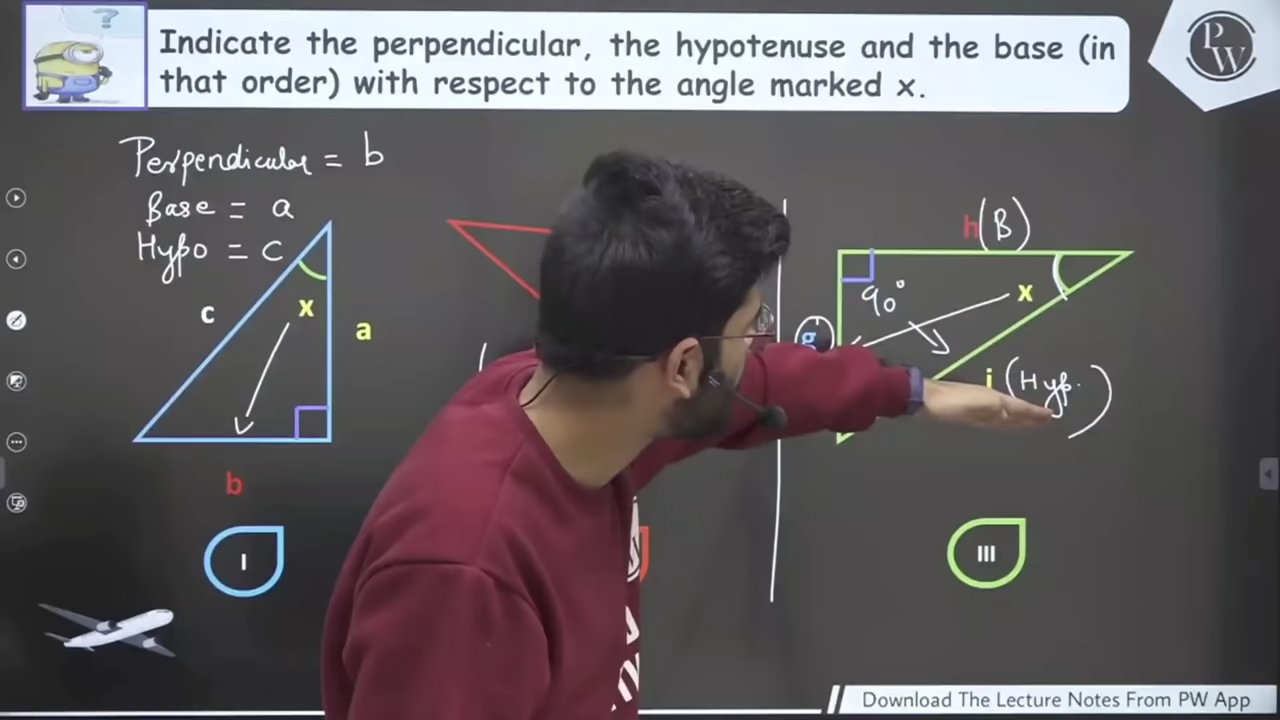 ?
Indicate the perpendicular, the hypotenuse and the base (in
that order) with respect to the angle marked x.
PW
Perpendicular = b
Base = a
Hypo = c
c
x
a
b
I
h (B)
90°
x
g
i (Hyp.)
III
Download The Lecture Notes From PW App